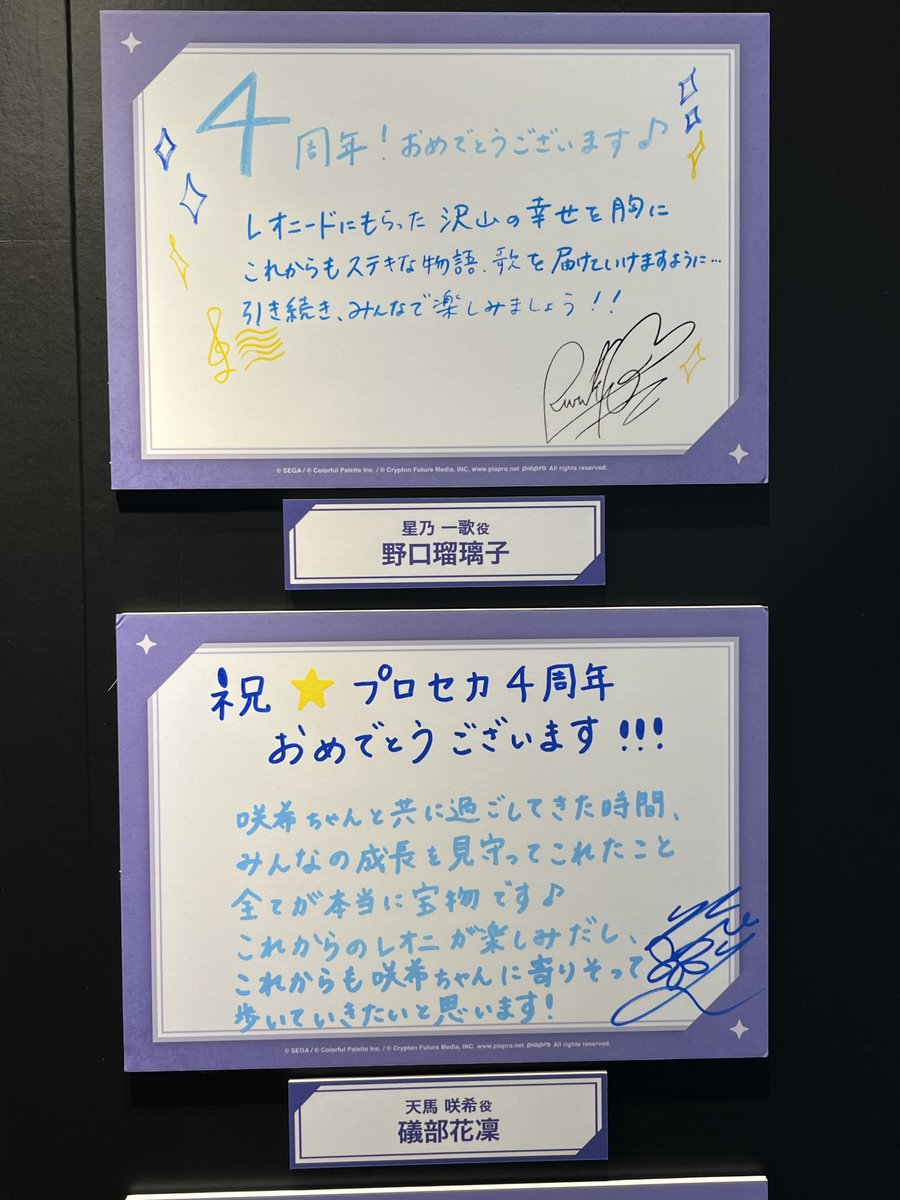 4周年!おめでとうございます♪
レオニードにもらった沢山の幸せを胸に
これからもステキな物語、歌を届けていけますように…
引き続き、みんなで楽しみましょう!!
© SEGA / © Colorful Palette Inc. / © Crypton Future Media, INC. www.piapro.net piapro All rights reserved.
星乃 一歌役
野口瑠璃子
祝★プロセカ4周年
おめでとうございます!!!
咲希ちゃんと共に過ごしてきた時間、
みんなの成長を見守ってこれたこと
全てが本当に宝物です♪
これからのレオニが楽しみだし、
これからも咲希ちゃんに寄りそって
歩いていきたいと思います!
© SEGA / © Colorful Palette Inc. / © Crypton Future Media, INC. www.piapro.net piapro All rights reserved.
天馬 咲希役
礒部花凜